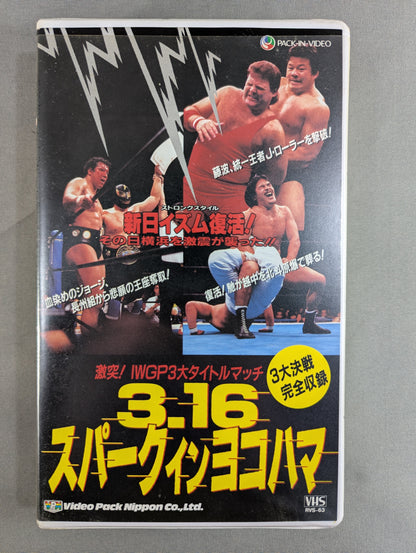 PACK-IN-VIDEO
藤波、統一王者J・ローラーを撃破!
ストロングスタイル
新日イズム復活!
その日横浜を激震が襲った!!
血染めのジョージ、
長州組から悲願の王座奪取!
復活!馳が越中を北斗原爆で葬る!
激突! IWGP3大タイトルマッチ
3大決戦
完全収録
3.16
スパークインヨコハマ
Video Pack Nippon Co., Ltd.
VHS
RVS-63